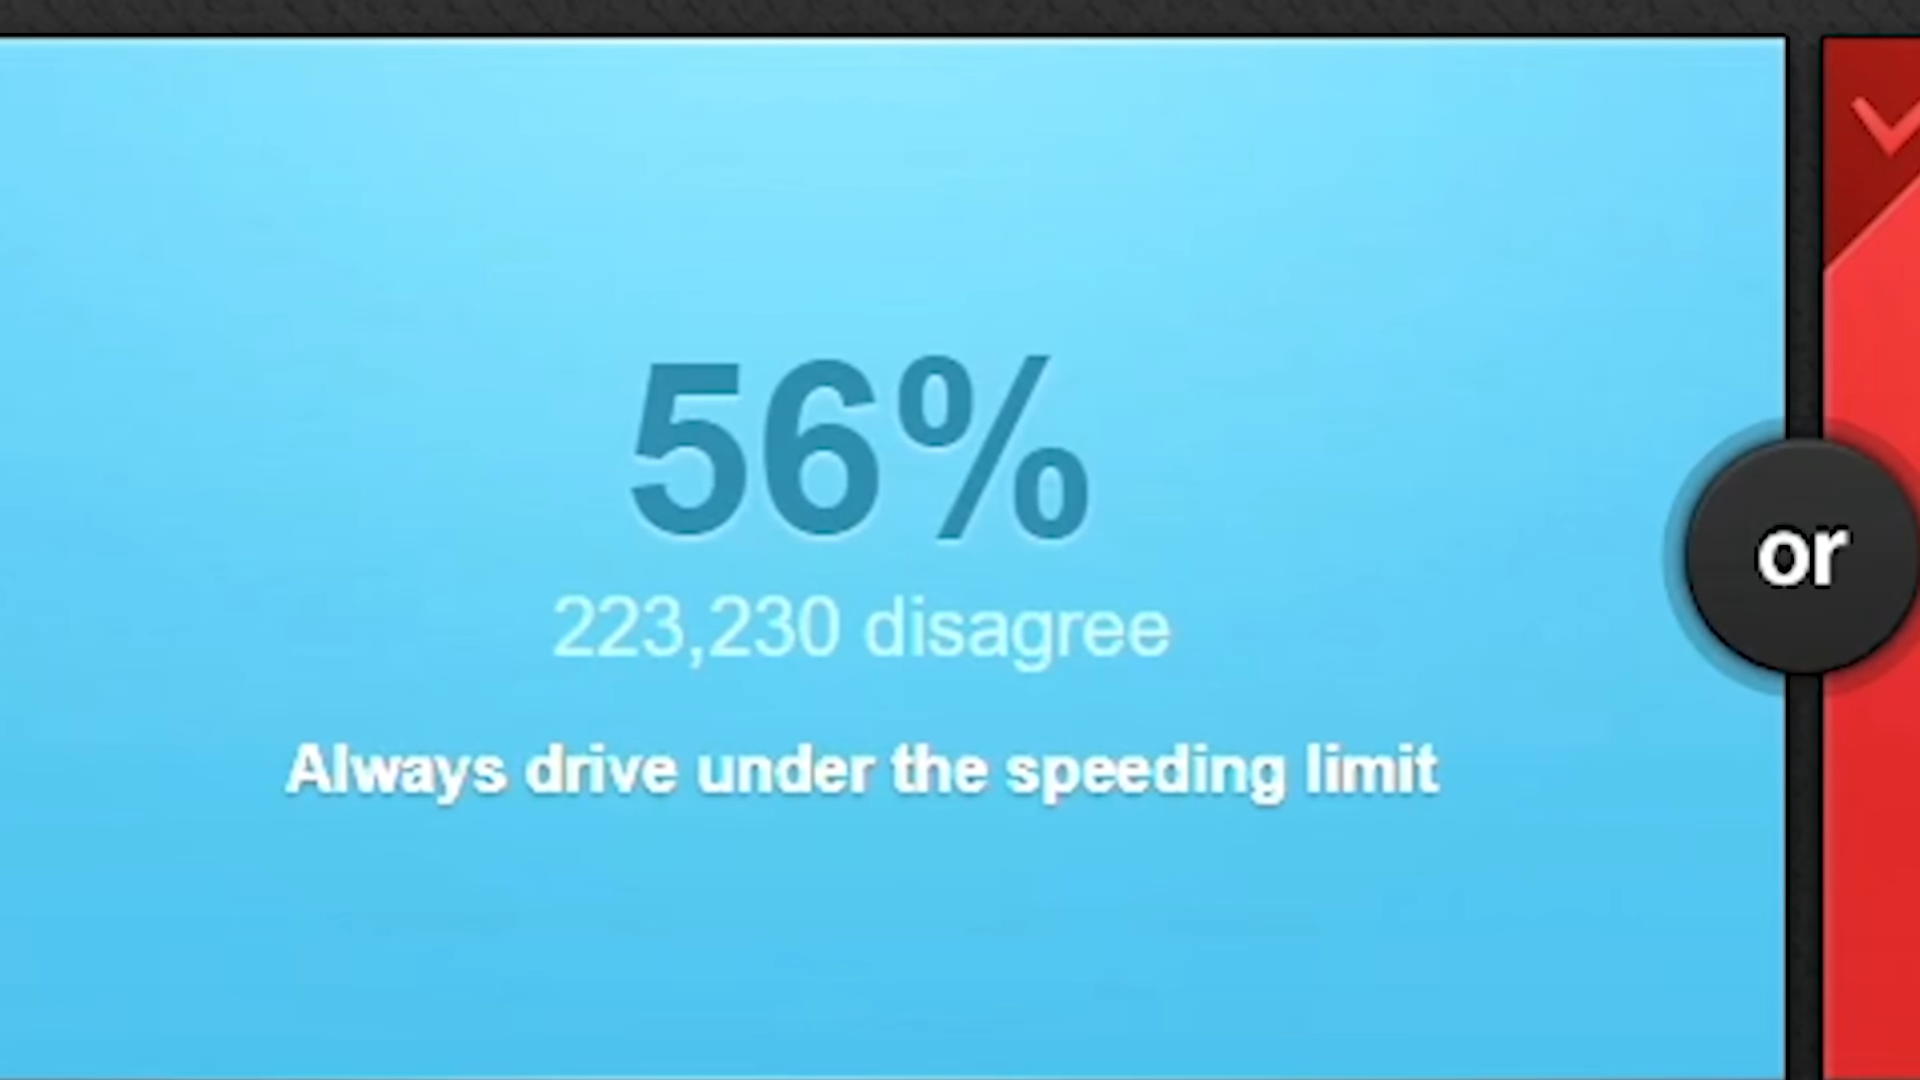 56%
223,230 disagree
Always drive under the speeding limit
or